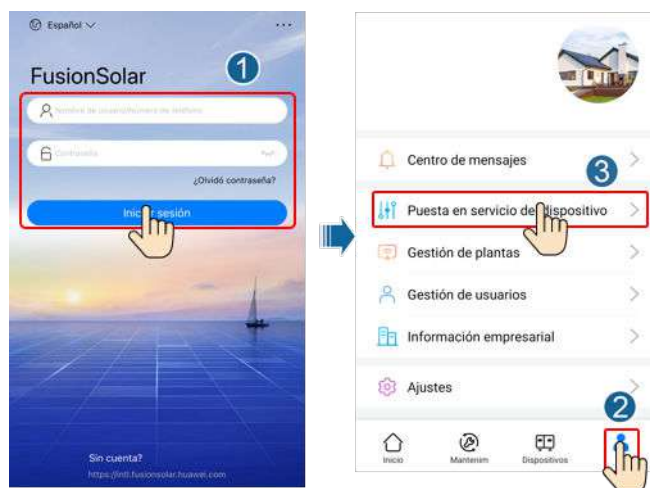 Español
FusionSolar
1
Nombre de usuario/Número de teléfono
Contraseña
¿Olvidó contraseña?
Iniciar sesión
Sin cuenta?
https://intl.fusionsolar.huawei.com
Centro de mensajes
3
Puesta en servicio de dispositivo
Gestión de plantas
Gestión de usuarios
Información empresarial
Ajustes
2
Inicio
Mantenim
Dispositivos